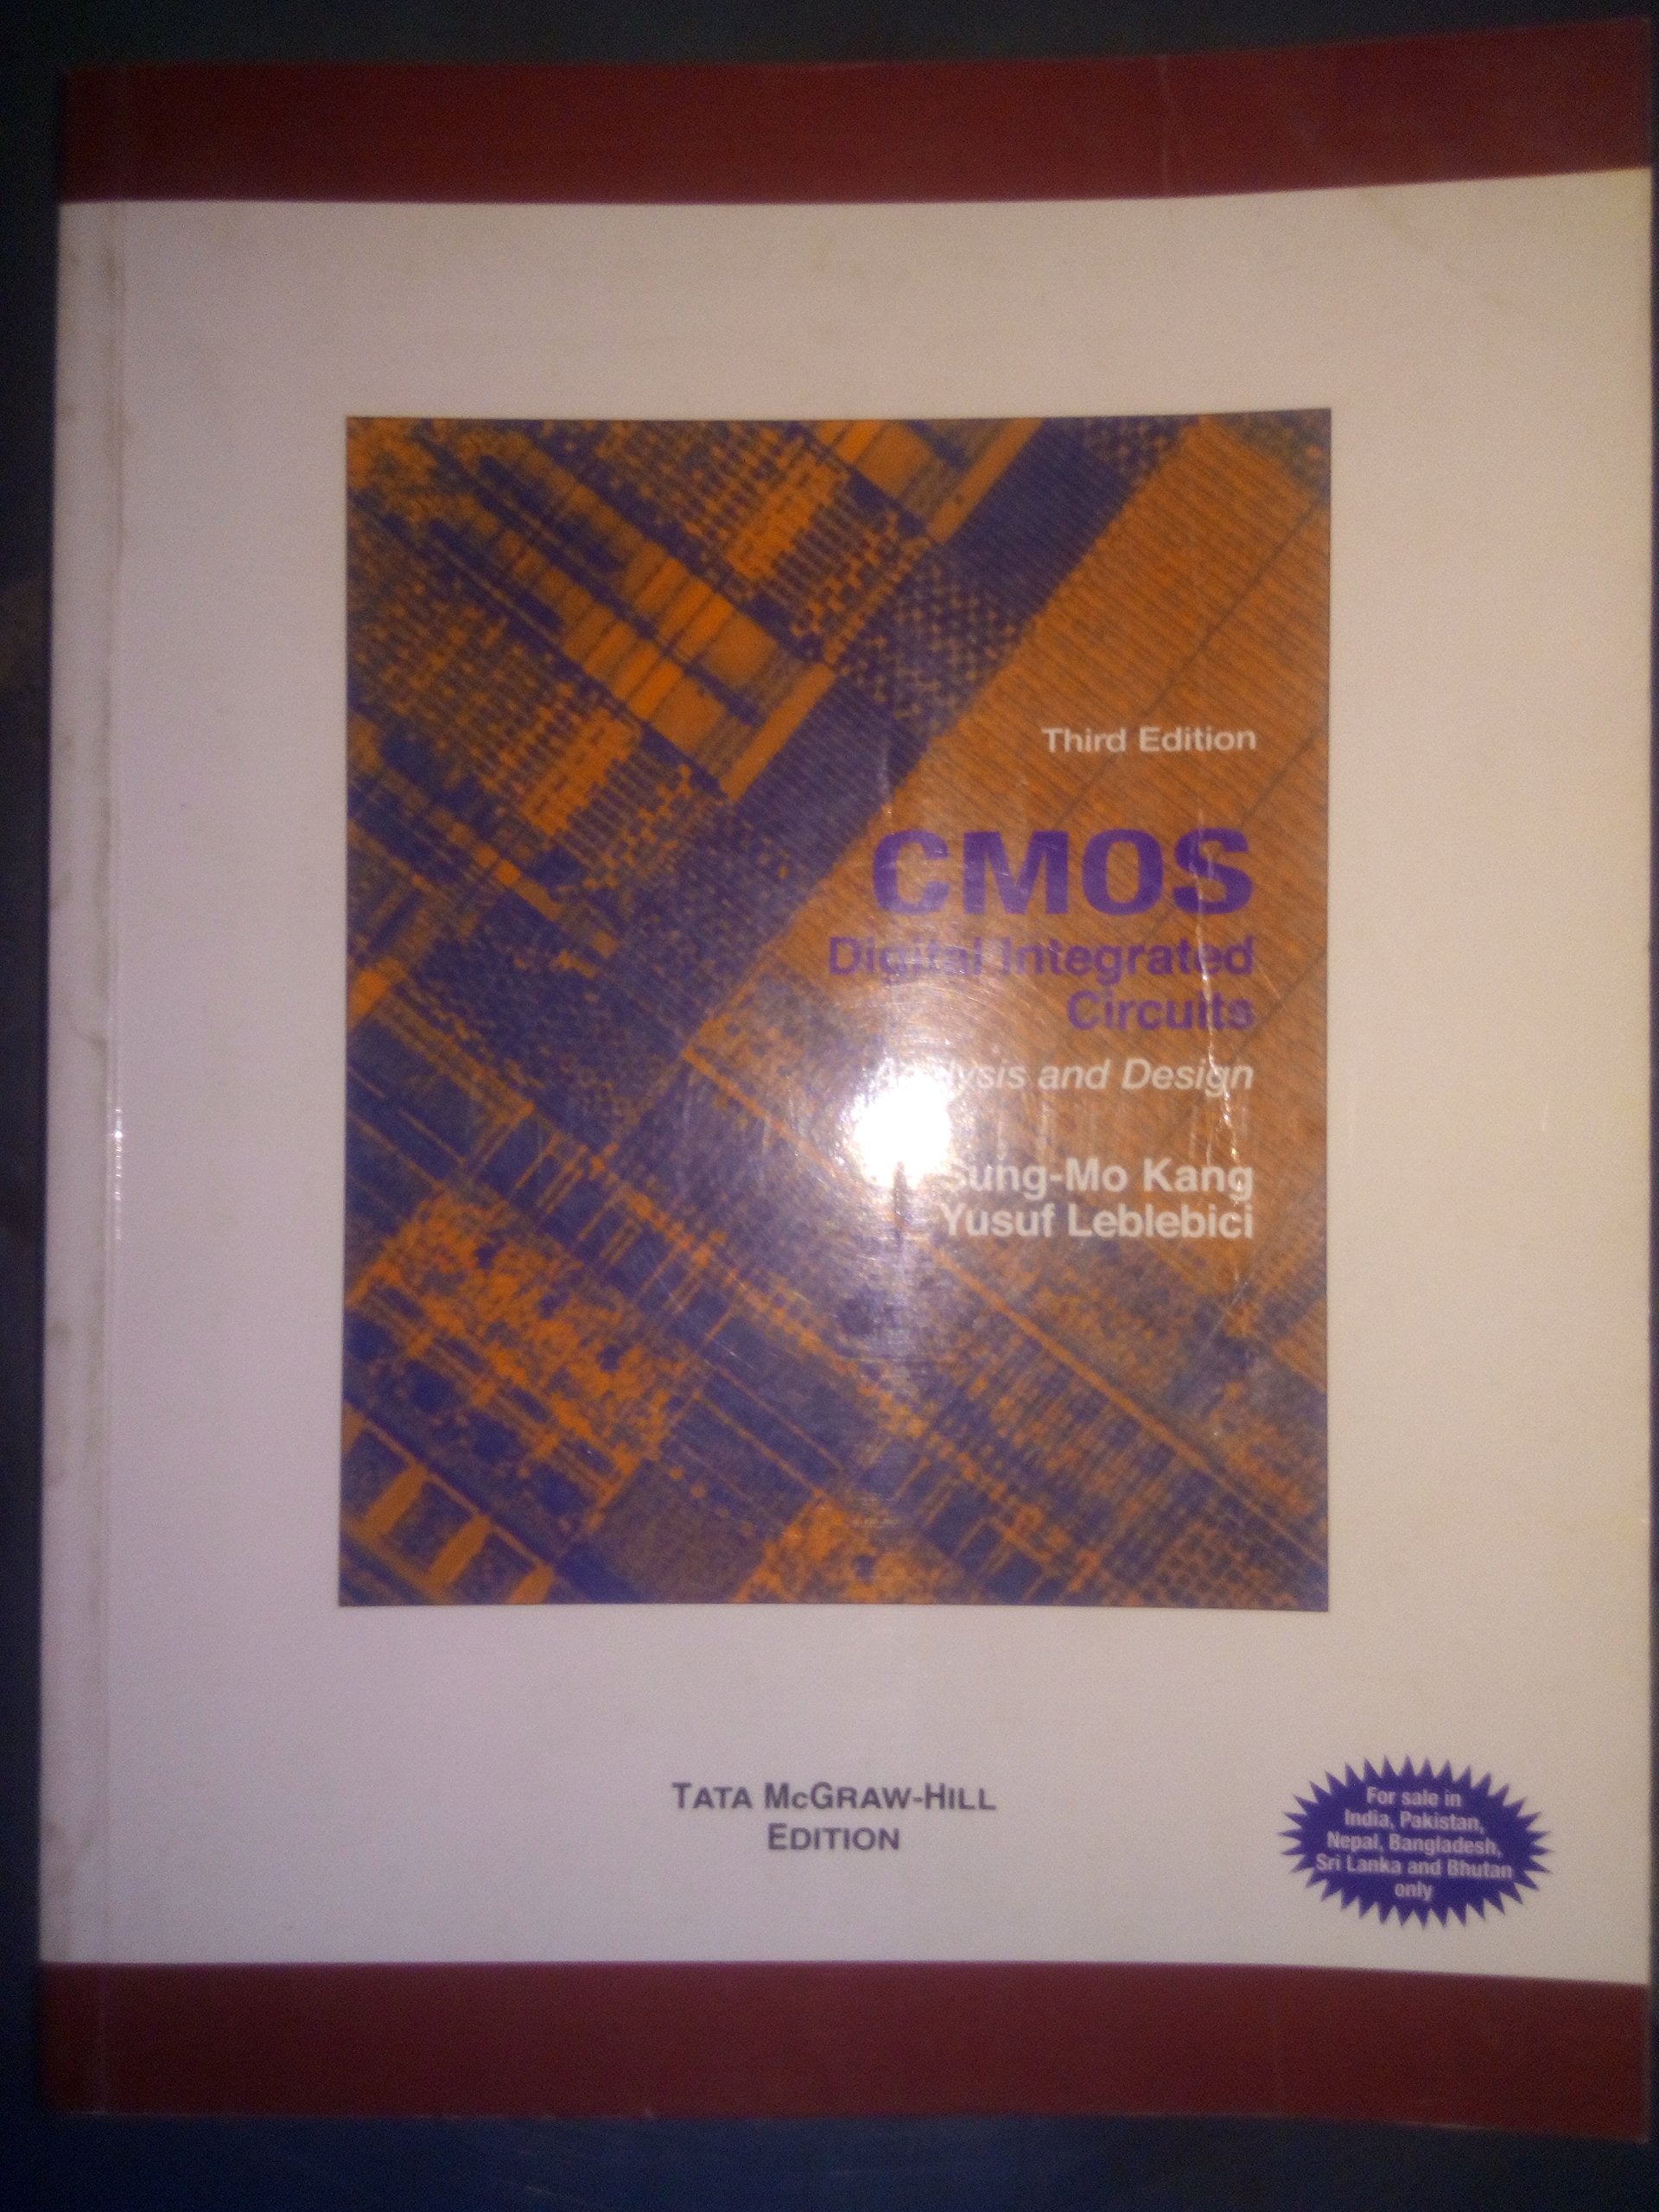 Third Edition
CMOS
Digital Integrated
Circuits
Analysis and Design
Sung-Mo Kang
Yusuf Leblebici
TATA MCGRAW-HILL
EDITION
For sale in
India, Pakistan,
Nepal, Bangladesh,
Sri Lanka and Bhutan
only